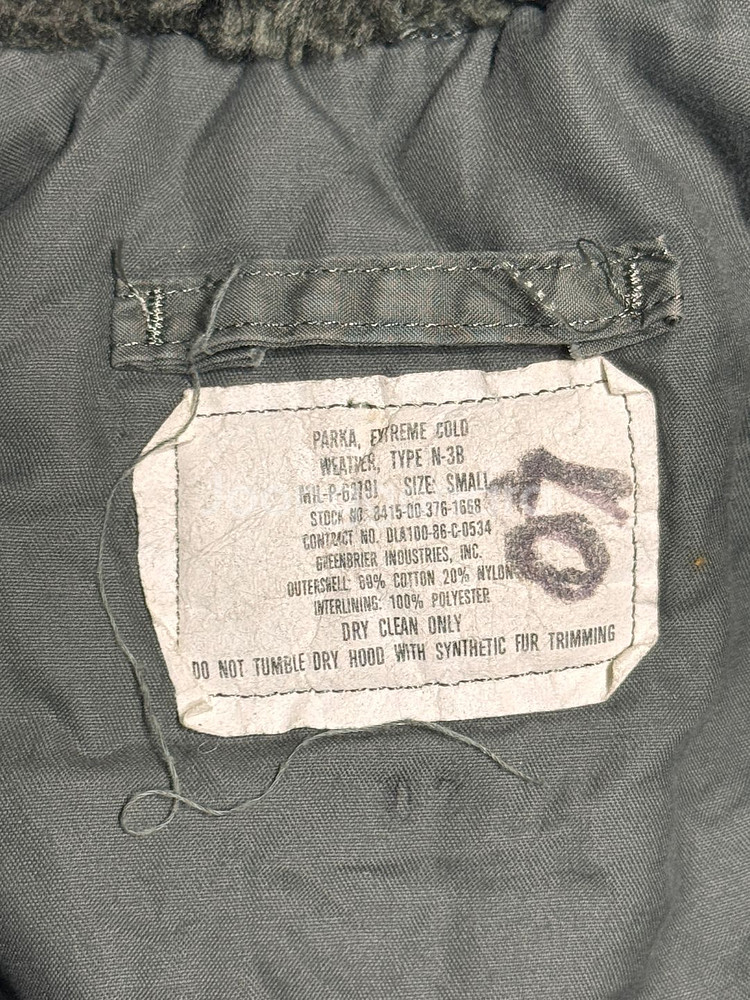 PARKA, EXTREME COLD
WEATHER, TYPE N-3B
MIL-P-6279J SIZE: SMALL
STOCK NO. 8415-00-376-1668
CONTRACT NO. DLA100-86-C-0534
GREENBRIER INDUSTRIES, INC.
OUTERSHELL: 80% COTTON 20% NYLON
INTERLINING: 100% POLYESTER
DRY CLEAN ONLY
DO NOT TUMBLE DRY HOOD WITH SYNTHETIC FUR TRIMMING
07
07